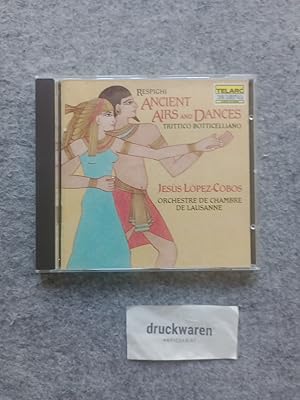 RESPIGHI
TELARC
ANCIENT
AIRS AND DANCES
TRITTICO BOTTICELLIANO
JESÚS LÓPEZ-COBOS
ORCHESTRE DE CHAMBRE
DE LAUSANNE
druckwaren